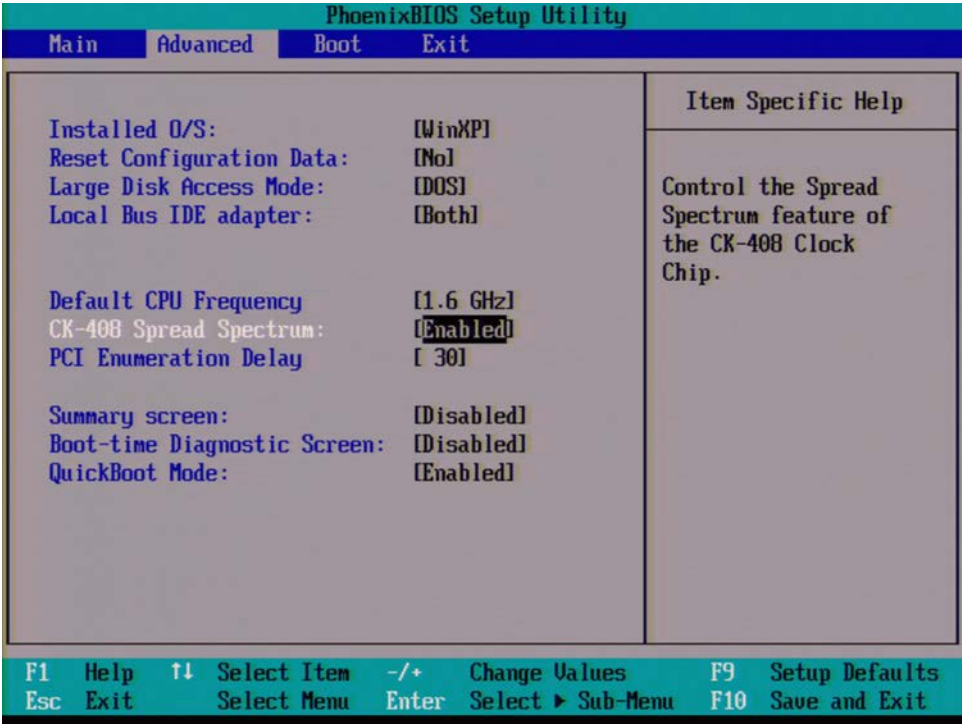 PhoenixBIOS Setup Utility
Main Advanced Boot Exit
Item Specific Help
Installed O/S: [WinXP]
Reset Configuration Data: [No]
Large Disk Access Mode: [DOS]
Local Bus IDE adapter: [Both]
Default CPU Frequency [1.6 GHz]
CK-408 Spread Spectrum: [Enabled]
PCI Enumeration Delay [ 30]
Summary screen: [Disabled]
Boot-time Diagnostic Screen: [Disabled]
QuickBoot Mode: [Enabled]
Control the Spread
Spectrum feature of
the CK-408 Clock
Chip.
F1 Help ↑↓ Select Item -/+ Change Values F9 Setup Defaults
Esc Exit Select Menu Enter Select ▶ Sub-Menu F10 Save and Exit